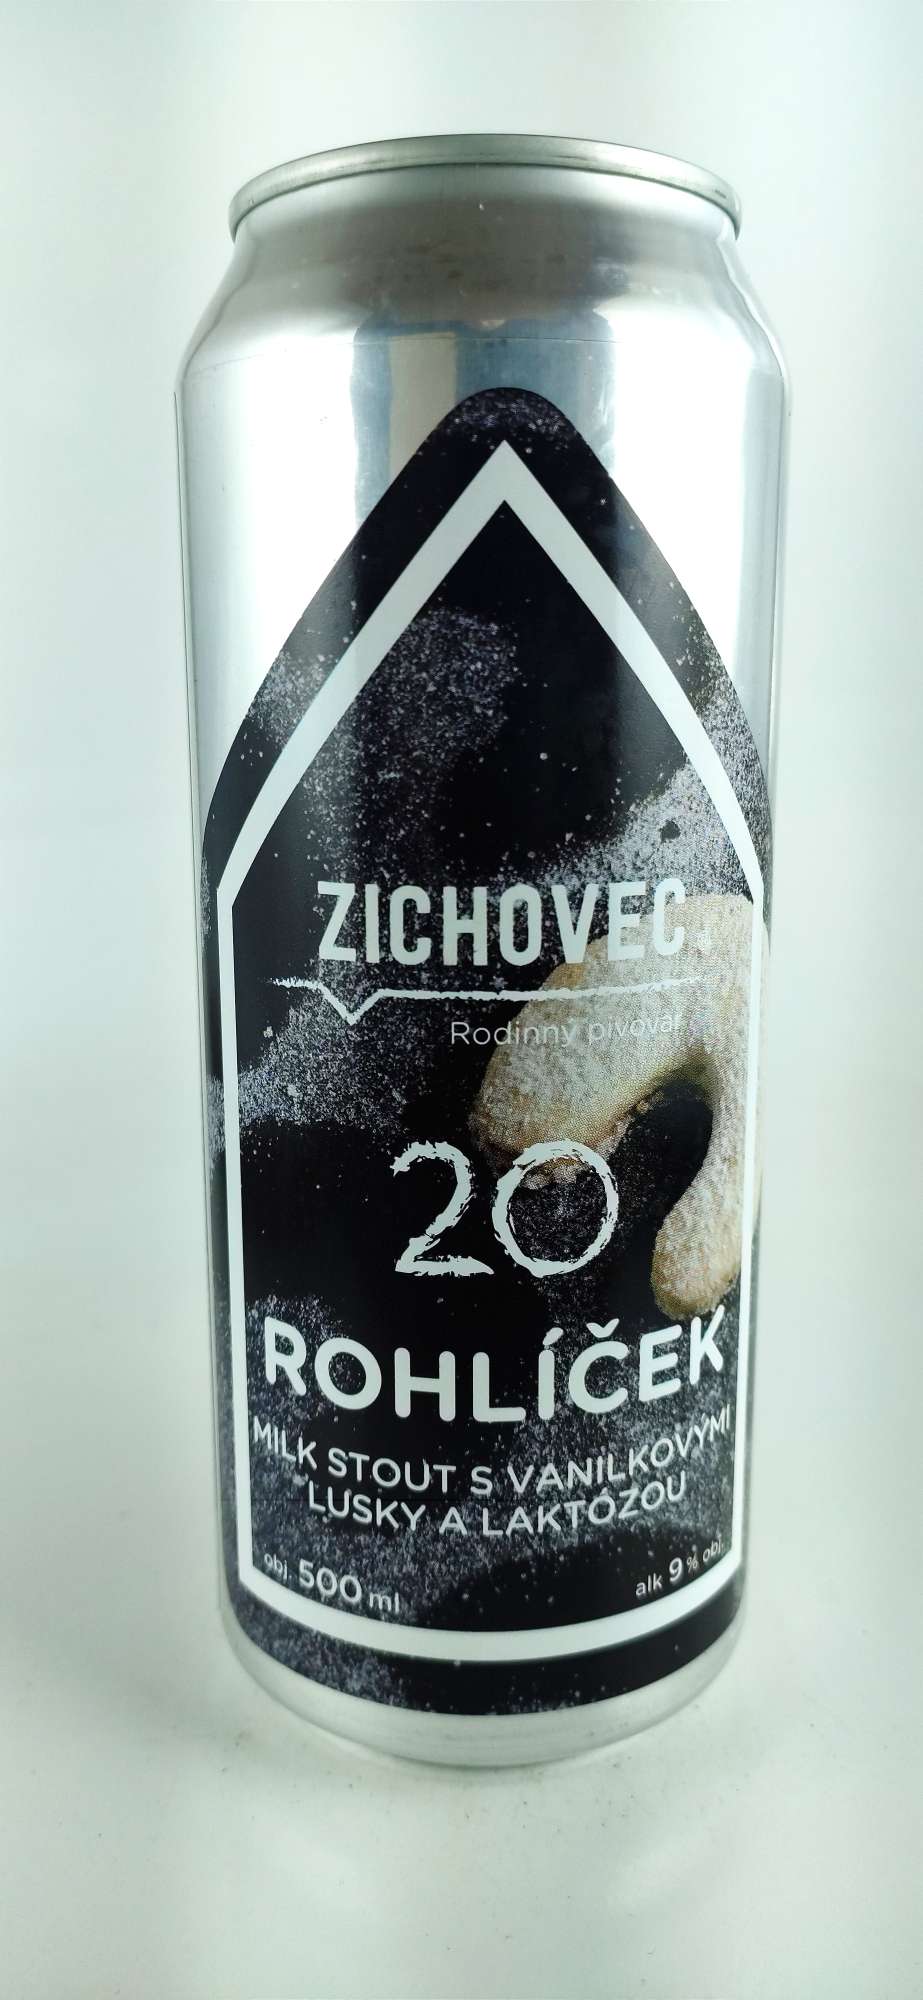 ZICHOVEC
Rodinný pivovar
20
ROHLÍČEK
MILK STOUT S VANILKOVÝMI
LUSKY A LAKTÓZOU
obj. 500 ml
alk 9 % obj.